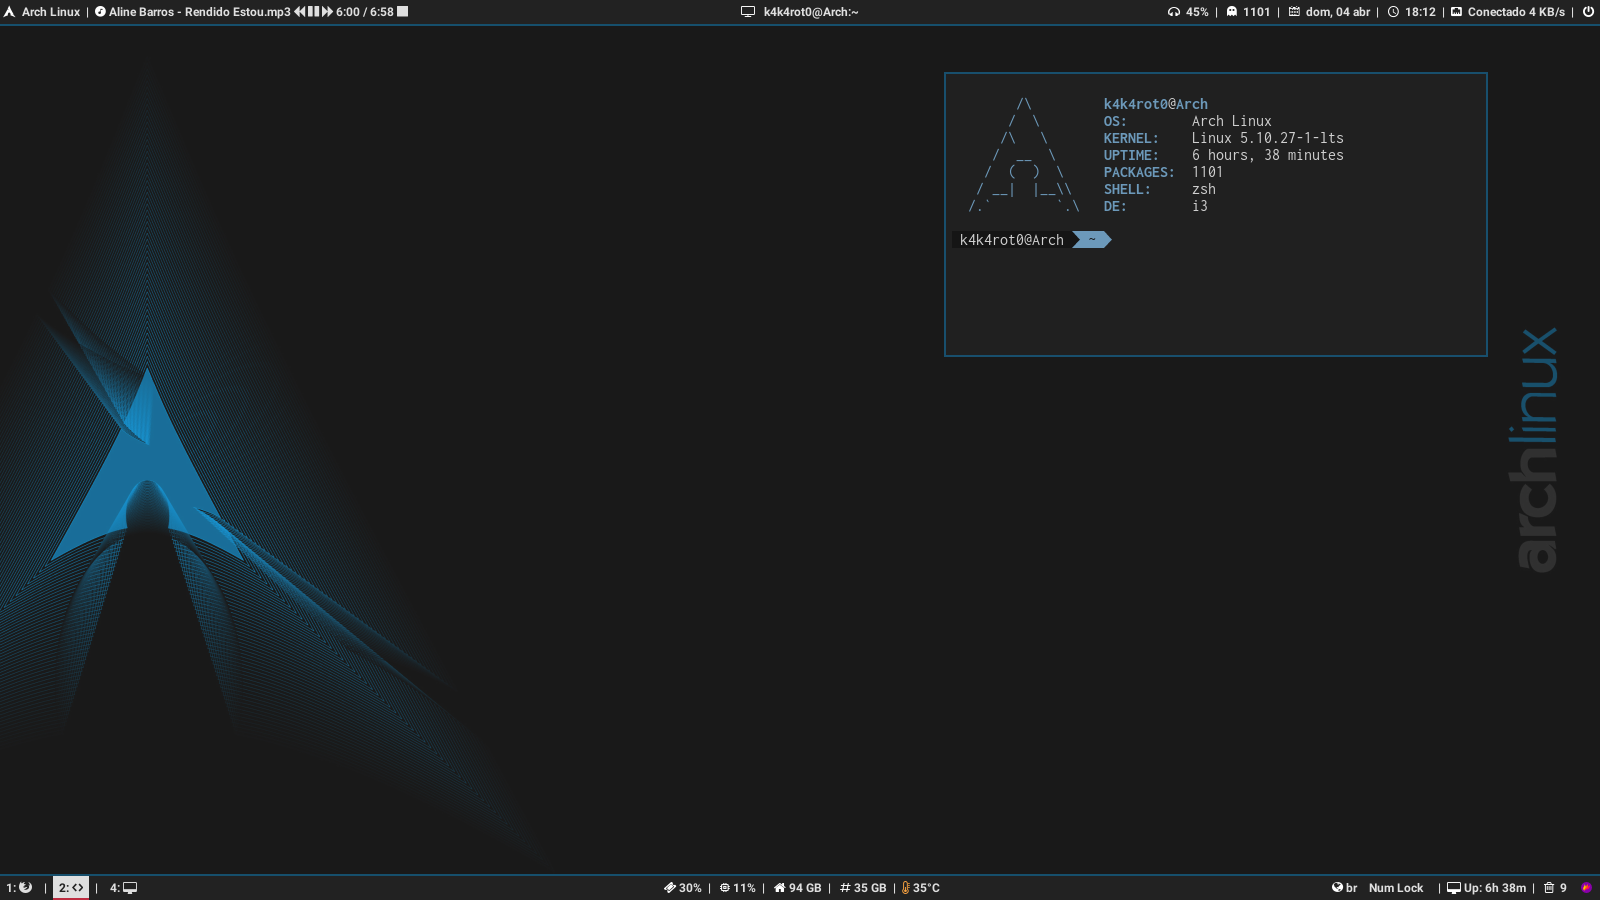 Arch Linux | Aline Barros - Rendido Estou.mp3 6:00 / 6:58
k4k4rot0@Arch:~
45% | 1101 | dom, 04 abr | 18:12 | Conectado 4 KB/s |
k4k4rot0@Arch
OS: Arch Linux
KERNEL: Linux 5.10.27-1-lts
UPTIME: 6 hours, 38 minutes
PACKAGES: 1101
SHELL: zsh
DE: i3
k4k4rot0@Arch ~
archlinux
1: | 2: | 4:
30% | 11% | 94 GB | # 35 GB | 35°C
br Num Lock | Up: 6h 38m | 9